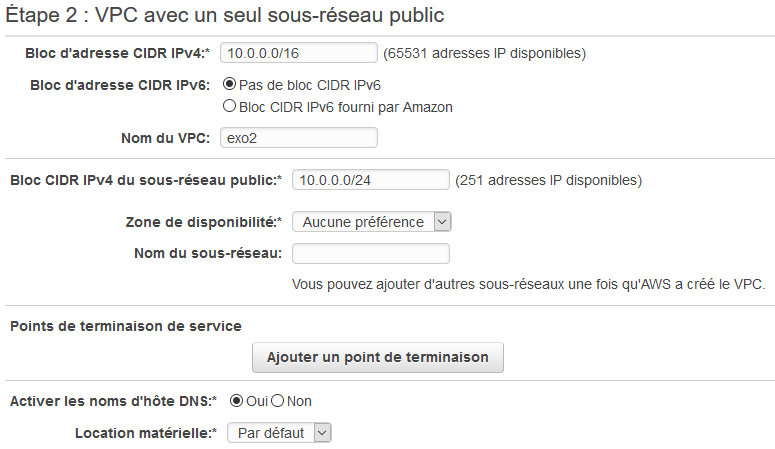 Étape 2 : VPC avec un seul sous-réseau public
Bloc d'adresse CIDR IPv4:* 10.0.0.0/16 (65531 adresses IP disponibles)
Bloc d'adresse CIDR IPv6: Pas de bloc CIDR IPv6
Bloc CIDR IPv6 fourni par Amazon
Nom du VPC: exo2
Bloc CIDR IPv4 du sous-réseau public:* 10.0.0.0/24 (251 adresses IP disponibles)
Zone de disponibilité:* Aucune préférence
Nom du sous-réseau:
Vous pouvez ajouter d'autres sous-réseaux une fois qu'AWS a créé le VPC.
Points de terminaison de service
Ajouter un point de terminaison
Activer les noms d'hôte DNS:* Oui Non
Location matérielle:* Par défaut